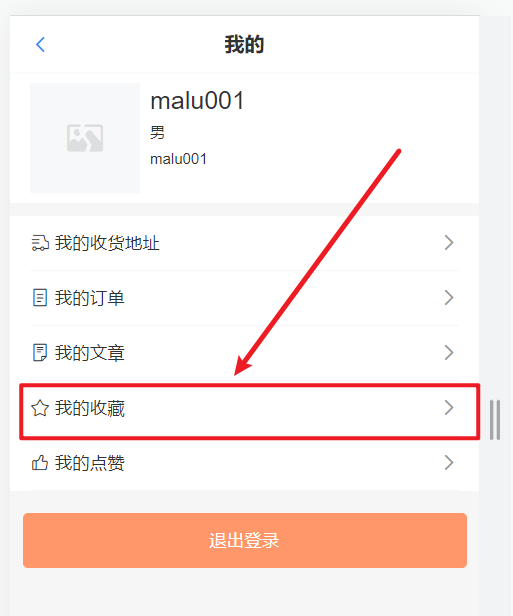 我的
malu001
男
malu001
我的收货地址
我的订单
我的文章
我的收藏
我的点赞
退出登录